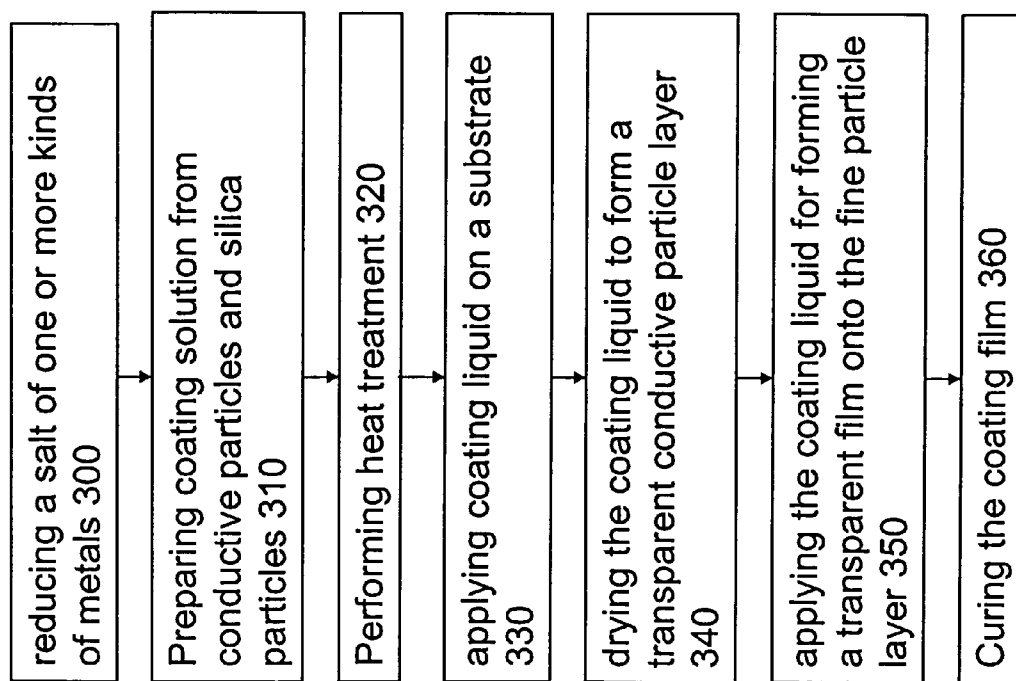 reducing a salt of one or more kinds
of metals 300
Preparing coating solution from
conductive particles and silica
particles 310
Performing heat treatment 320
applying coating liquid on a substrate
330
drying the coating liquid to form a
transparent conductive particle layer
340
applying the coating liquid for forming
a transparent film onto the fine particle
layer 350
Curing the coating film 360